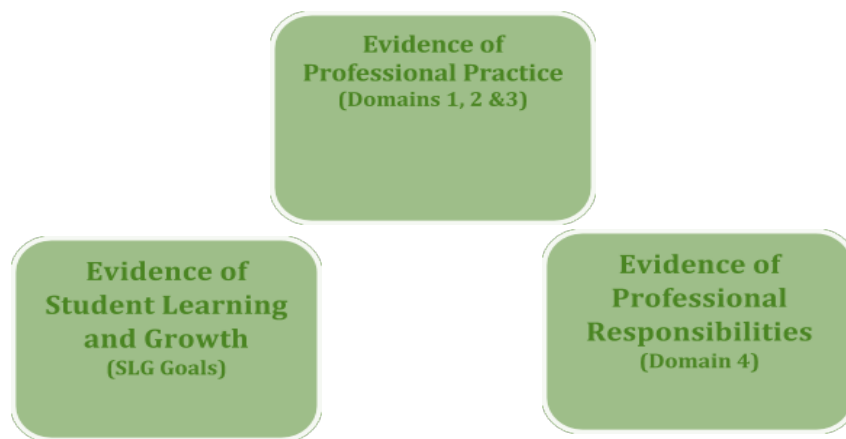 Evidence of
Professional Practice
(Domains 1, 2 &3)
Evidence of
Student Learning
and Growth
(SLG Goals)
Evidence of
Professional
Responsibilities
(Domain 4)